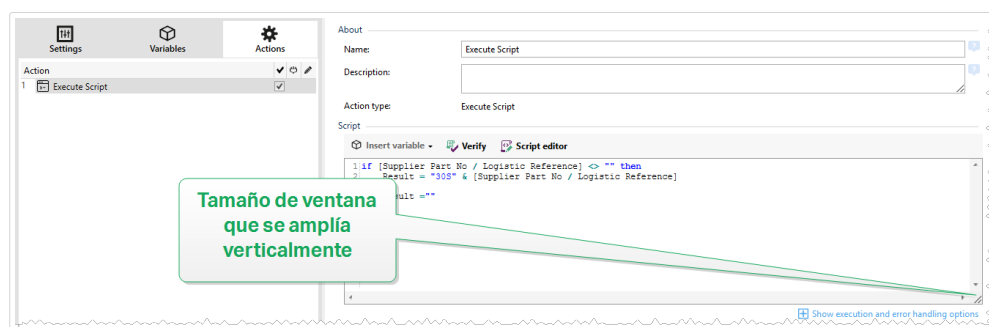 Settings
Variables
Actions
Action
1 Execute Script
About
Name: Execute Script
Description:
Action type: Execute Script
Script
Insert variable Verify Script editor
1 if [Supplier Part No / Logistic Reference] <> "" then
2 Result = "30S" & [Supplier Part No / Logistic Reference]
ult =""
Tamaño de ventana
que se amplía
verticalmente
Show execution and error handling options